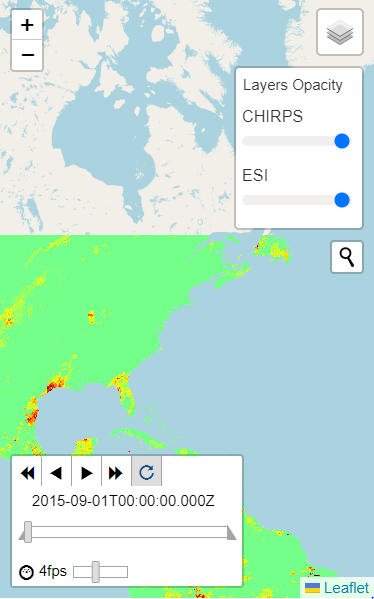 +
−
Layers Opacity
CHIRPS
ESI
2015-09-01T00:00:00.000Z
4fps
Leaflet